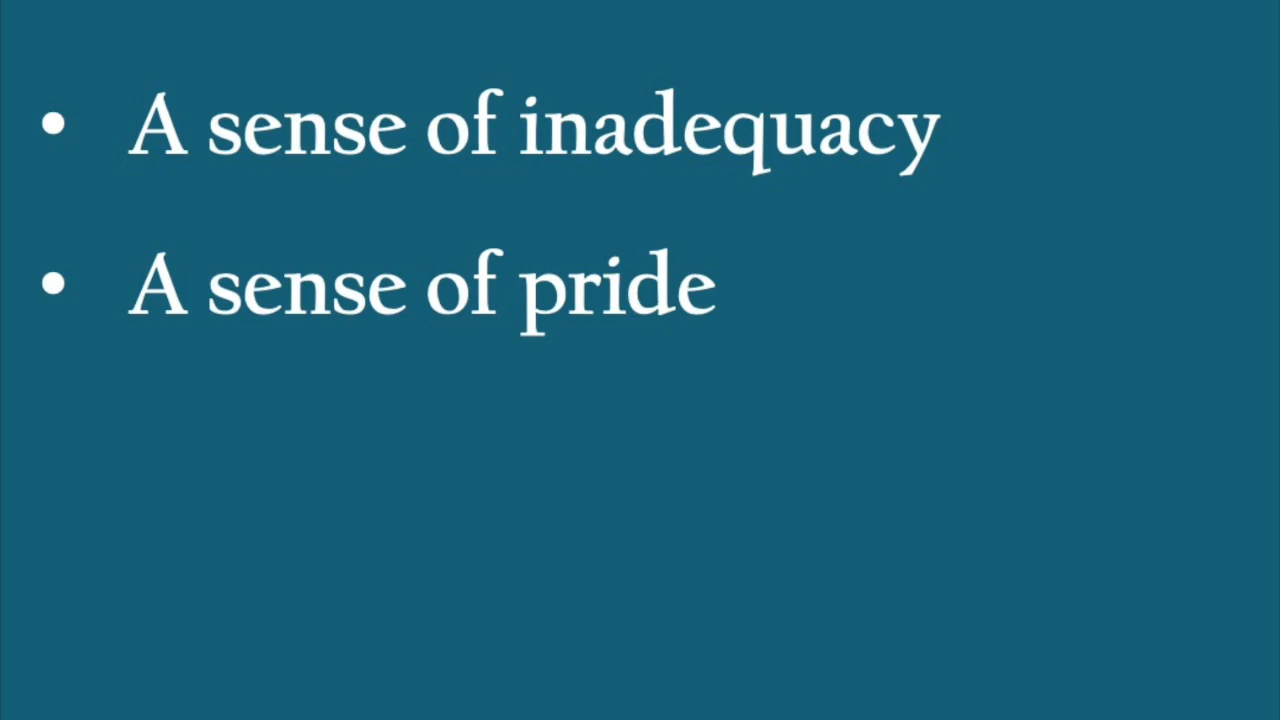 • A sense of inadequacy
• A sense of pride